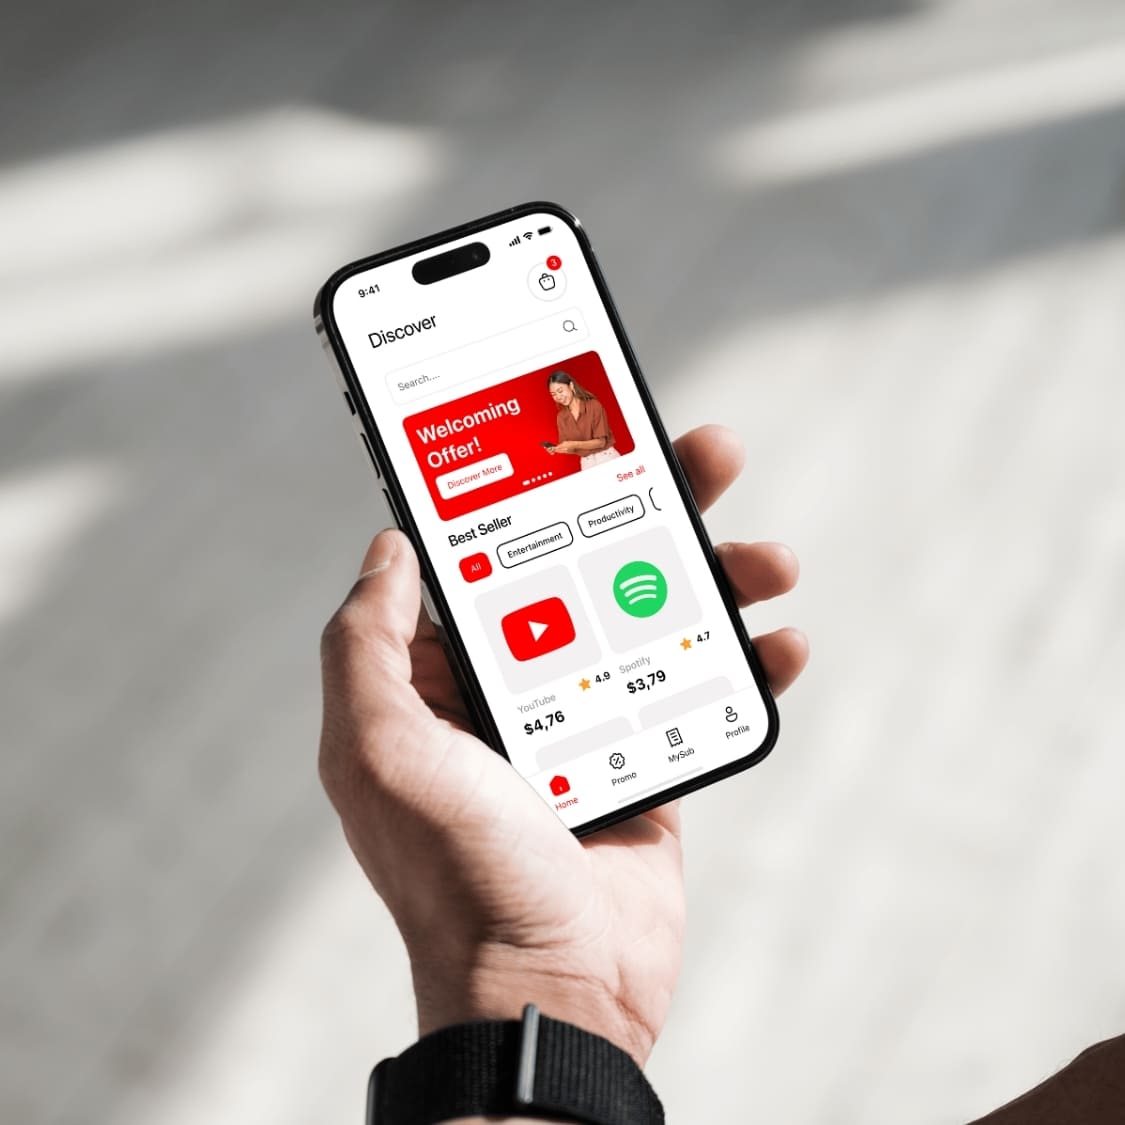 9:41
3
Discover
Search....
Welcoming
Offer!
Discover More
Best Seller
See all
All
Entertainment
Productivity
YouTube
4.9
$4,76
Spotify
4.7
$3,79
Home
Promo
MySub
Profile